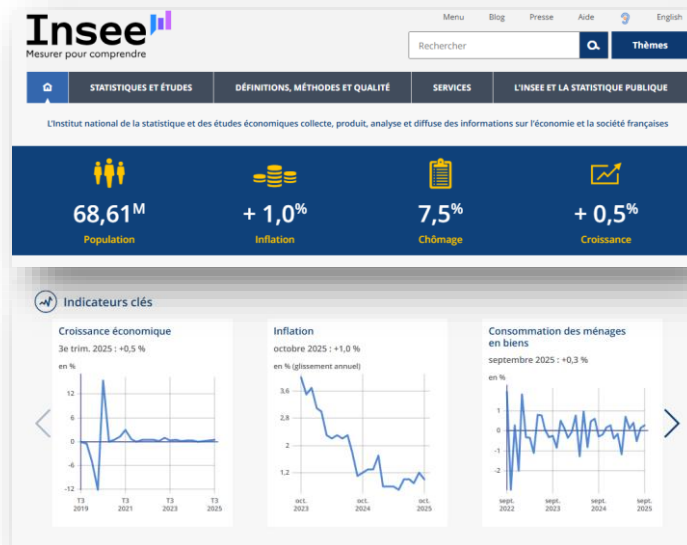 Insee
Mesurer pour comprendre
Menu Blog Presse Aide English
Rechercher
Thèmes
STATISTIQUES ET ÉTUDES DÉFINITIONS, MÉTHODES ET QUALITÉ SERVICES L'INSEE ET LA STATISTIQUE PUBLIQUE
L'Institut national de la statistique et des études économiques collecte, produit, analyse et diffuse des informations sur l'économie et la société françaises
68,61M + 1,0% 7,5% + 0,5%
Population Inflation Chômage Croissance
Indicateurs clés
Croissance économique
3e trim. 2025 : +0,5 %
en %
12
6
0
-6
-12
T3 2019
T3 2021
T3 2023
T3 2025
Inflation
octobre 2025 : +1,0 %
en % (glissement annuel)
3.6
2.8
2
1.2
oct. 2023
oct. 2024
oct. 2025
Consommation des ménages
en biens
septembre 2025 : +0,3 %
en %
1
0
-1
-2
sept. 2022
sept. 2023
sept. 2024
sept. 2025